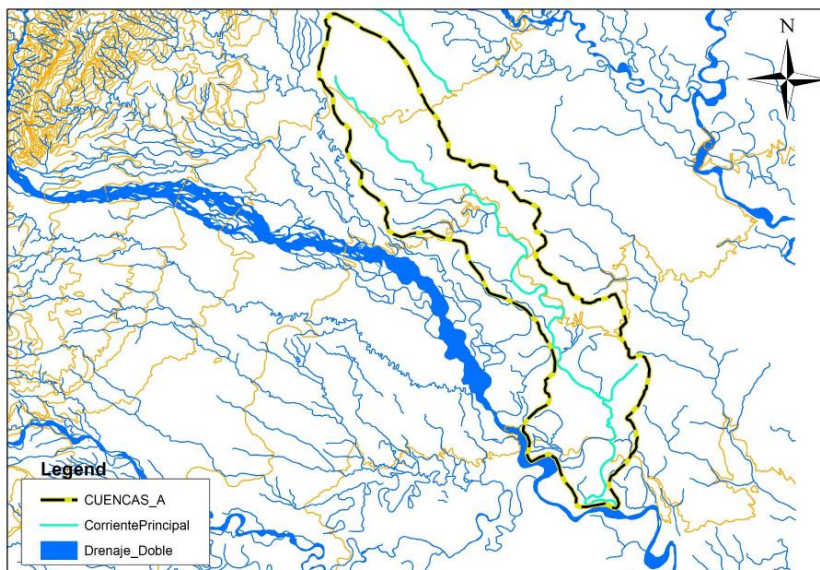 N
Legend
CUENCAS_A
CorrientePrincipal
Drenaje_Doble